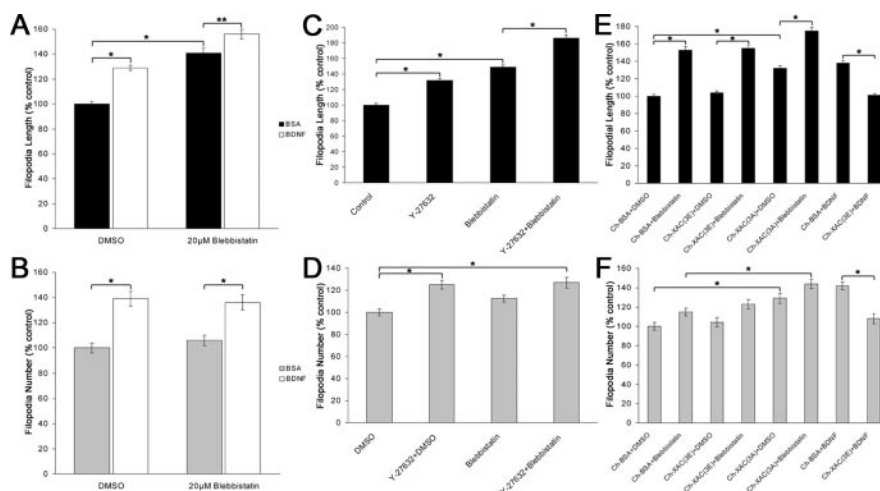 A
Filopodia Length (% control)
180
160
140
120
100
80
60
40
20
0
*
*
**
DMSO
20µM Blebbistatin
BSA
BDNF
B
Filopodia Number (% control)
160
140
120
100
80
60
40
20
0
*
*
DMSO
20µM Blebbistatin
BSA
BDNF
C
Filopodia Length (% control)
200
180
160
140
120
100
80
60
40
20
0
*
*
*
Control
Y-27632
Blebbistatin
Y-27632+Blebbistatin
D
Filopodia Number (% control)
140
120
100
80
60
40
20
0
*
*
DMSO
Y-27632+DMSO
Blebbistatin
Y-27632+Blebbistatin
E
Filopodial Length (% control)
180
160
140
120
100
80
60
40
20
0
*
*
*
*
*
Ch-BSA+DMSO
Ch-BSA+Blebbistatin
Ch-XAC(3E)+DMSO
Ch-XAC(3E)+Blebbistatin
Ch-XAC(3A)+DMSO
Ch-XAC(3A)+Blebbistatin
Ch-BSA+BDNF
Ch-XAC(3E)+BDNF
F
Filopodia Number (% control)
160
140
120
100
80
60
40
20
0
*
*
*
Ch-BSA+DMSO
Ch-BSA+Blebbistatin
Ch-XAC(3E)+DMSO
Ch-XAC(3E)+Blebbistatin
Ch-XAC(3A)+DMSO
Ch-XAC(3A)+Blebbistatin
Ch-BSA+BDNF
Ch-XAC(3E)+BDNF